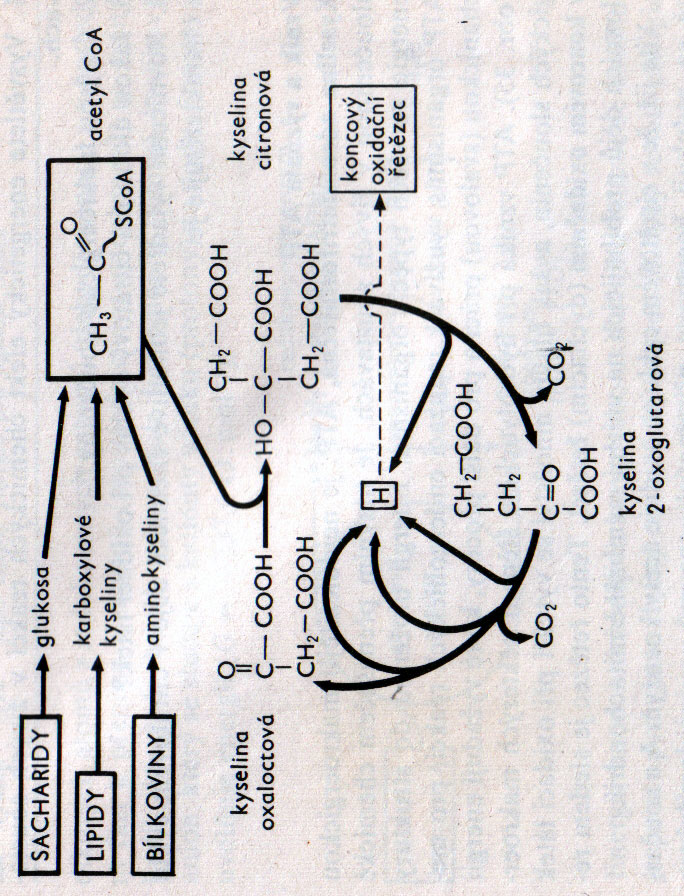 SACHARIDY
glukosa
LIPIDY
karboxylové
kyseliny
BÍLKOVINY
aminokyseliny
CH₃—C
O
SCoA
acetyl CoA
kyselina
oxaloctová
O
C—COOH
CH₂—COOH
CH₂—COOH
HO—C—COOH
CH₂—COOH
kyselina
citronová
H
koncový
oxidační
řetězec
CH₂—COOH
CH₂
C=O
COOH
CO₂
CO₂
kyselina
2-oxoglutarová